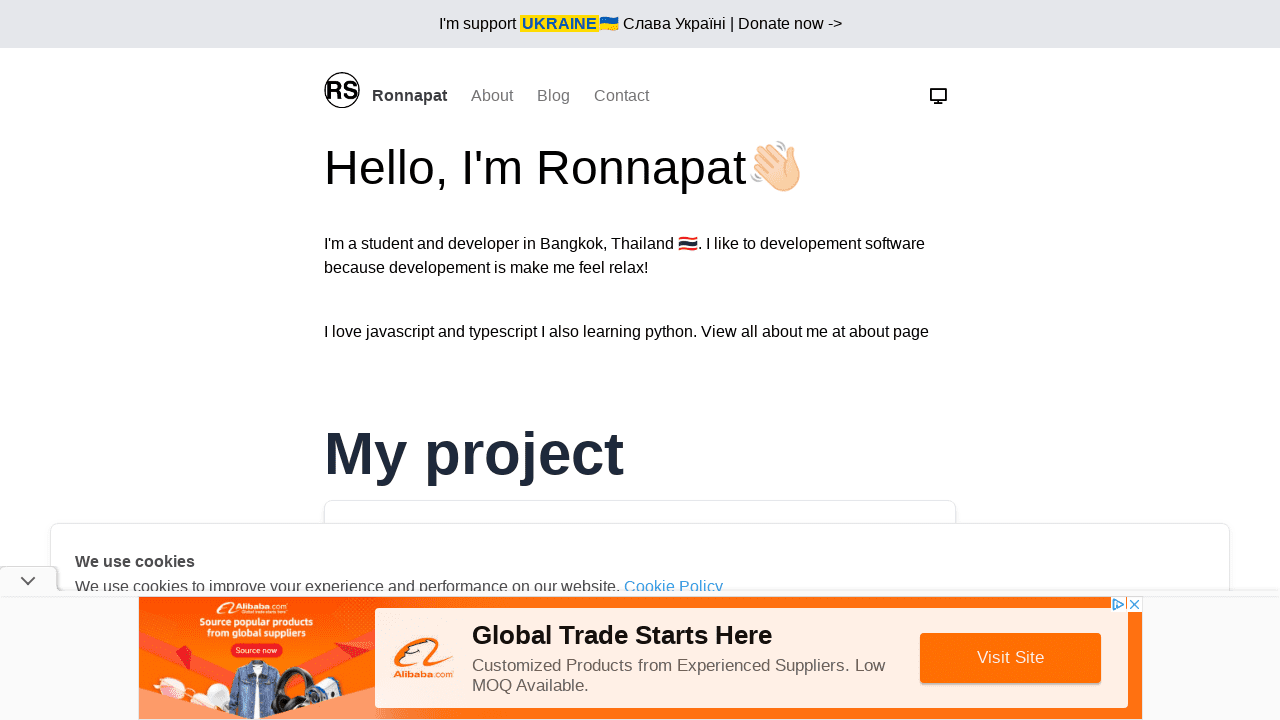 I'm support UKRAINE🇺🇦 Слава Україні | Donate now ->
RS Ronnapat About Blog Contact
Hello, I'm Ronnapat👋🏻
I'm a student and developer in Bangkok, Thailand 🇹🇭. I like to developement software
because developement is make me feel relax!
I love javascript and typescript I also learning python. View all about me at about page
My project
We use cookies
We use cookies to improve your experience and performance on our website. Cookie Policy
Alibaba.com
Global trade starts here
Source popular products
from global suppliers
Source now
Alibaba.com
Global Trade Starts Here
Customized Products from Experienced Suppliers. Low
MOQ Available.
Visit Site